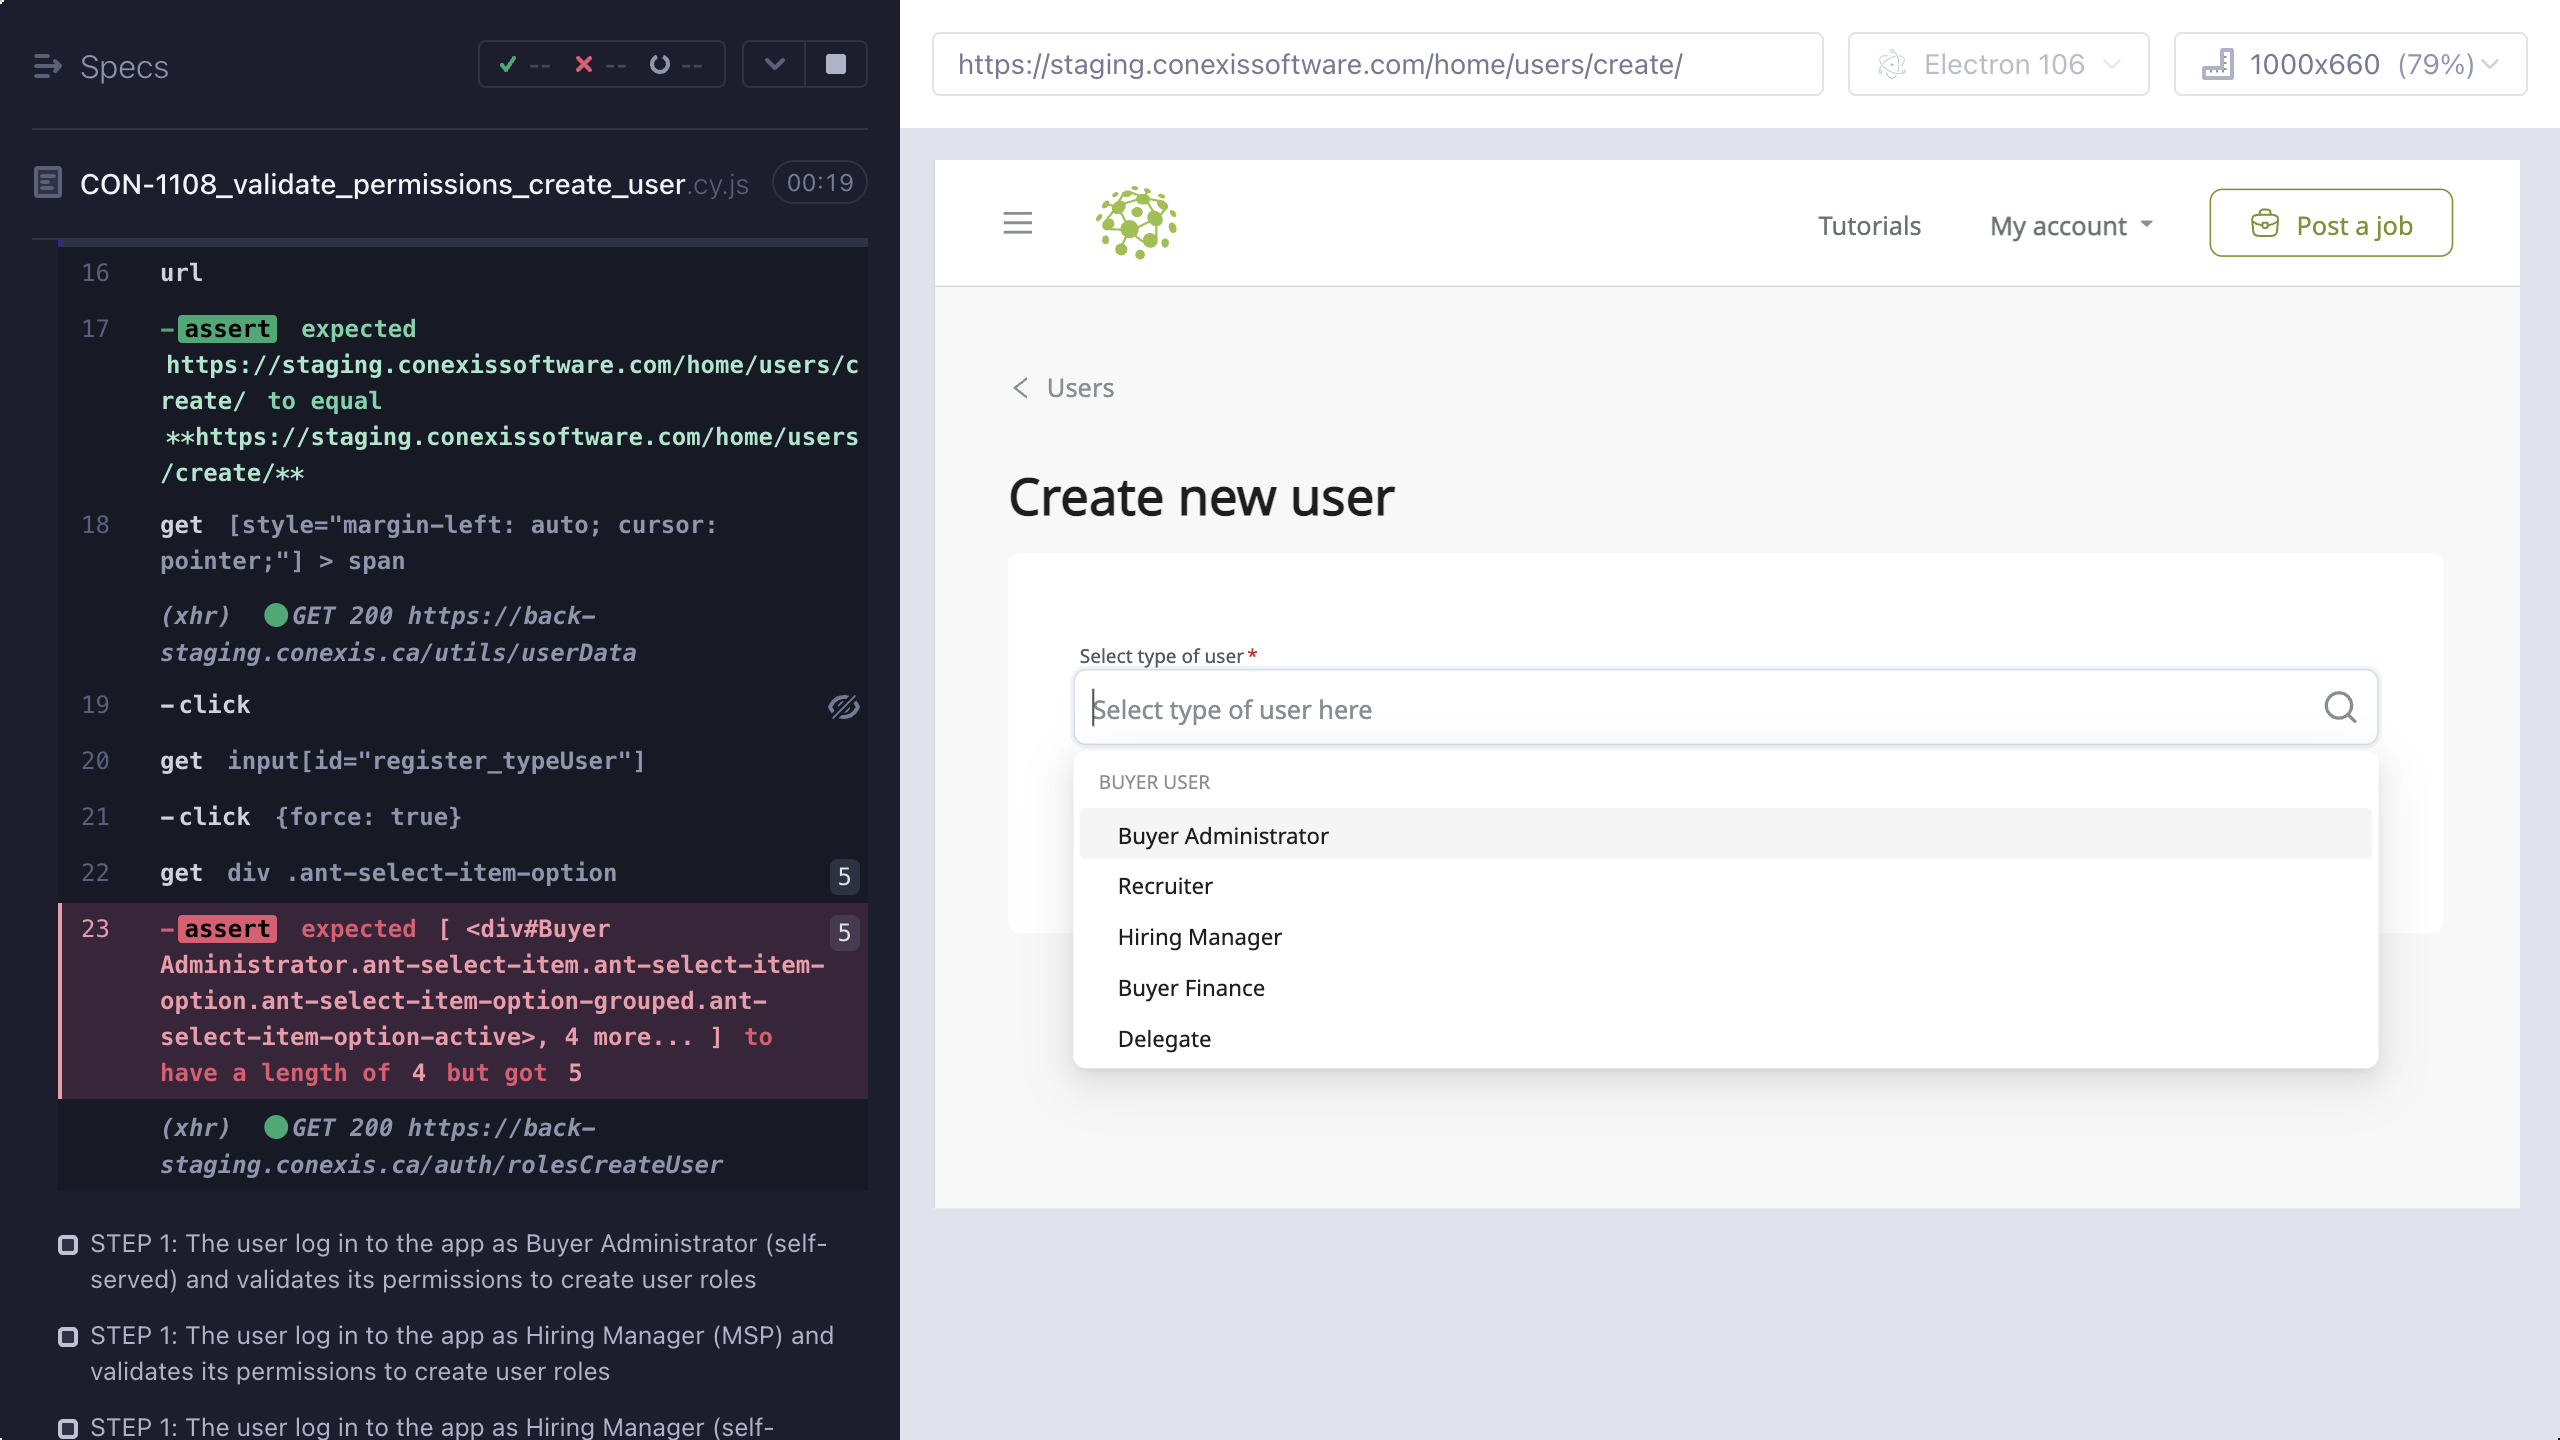 Specs
--
--
--
CON-1108_validate_permissions_create_user.cy.js
00:19
16 url
17 -assert expected
https://staging.conexissoftware.com/home/users/c
reate/ to equal
**https://staging.conexissoftware.com/home/users
/create/**
18 get [style="margin-left: auto; cursor:
pointer;"] > span
(xhr) GET 200 https://back-
staging.conexis.ca/utils/userData
19 -click
20 get input[id="register_typeUser"]
21 -click {force: true}
22 get div .ant-select-item-option 5
23 -assert expected [ <div#Buyer 5
Administrator.ant-select-item.ant-select-item-
option.ant-select-item-option-grouped.ant-
select-item-option-active>, 4 more... ] to
have a length of 4 but got 5
(xhr) GET 200 https://back-
staging.conexis.ca/auth/rolesCreateUser
STEP 1: The user log in to the app as Buyer Administrator (self-
served) and validates its permissions to create user roles
STEP 1: The user log in to the app as Hiring Manager (MSP) and
validates its permissions to create user roles
STEP 1: The user log in to the app as Hiring Manager (self-
https://staging.conexissoftware.com/home/users/create/
Electron 106
1000x660 (79%)
Tutorials
My account
Post a job
Users
Create new user
Select type of user*
Select type of user here
BUYER USER
Buyer Administrator
Recruiter
Hiring Manager
Buyer Finance
Delegate